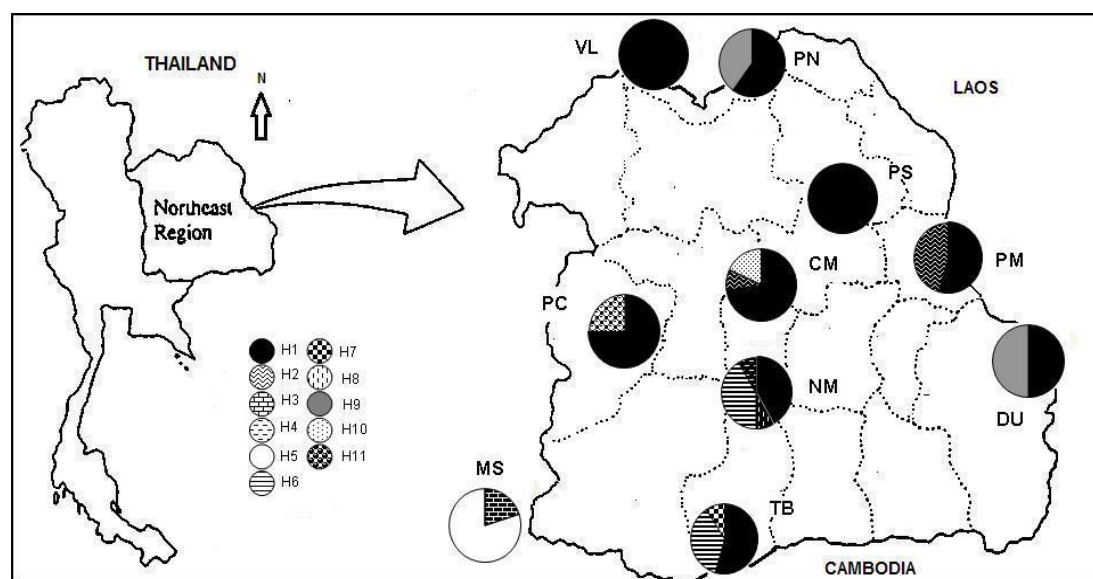 THAILAND
N
Northeast
Region
VL
PN
LAOS
PS
PM
CM
PC
NM
DU
MS
TB
CAMBODIA
H1
H2
H3
H4
H5
H6
H7
H8
H9
H10
H11